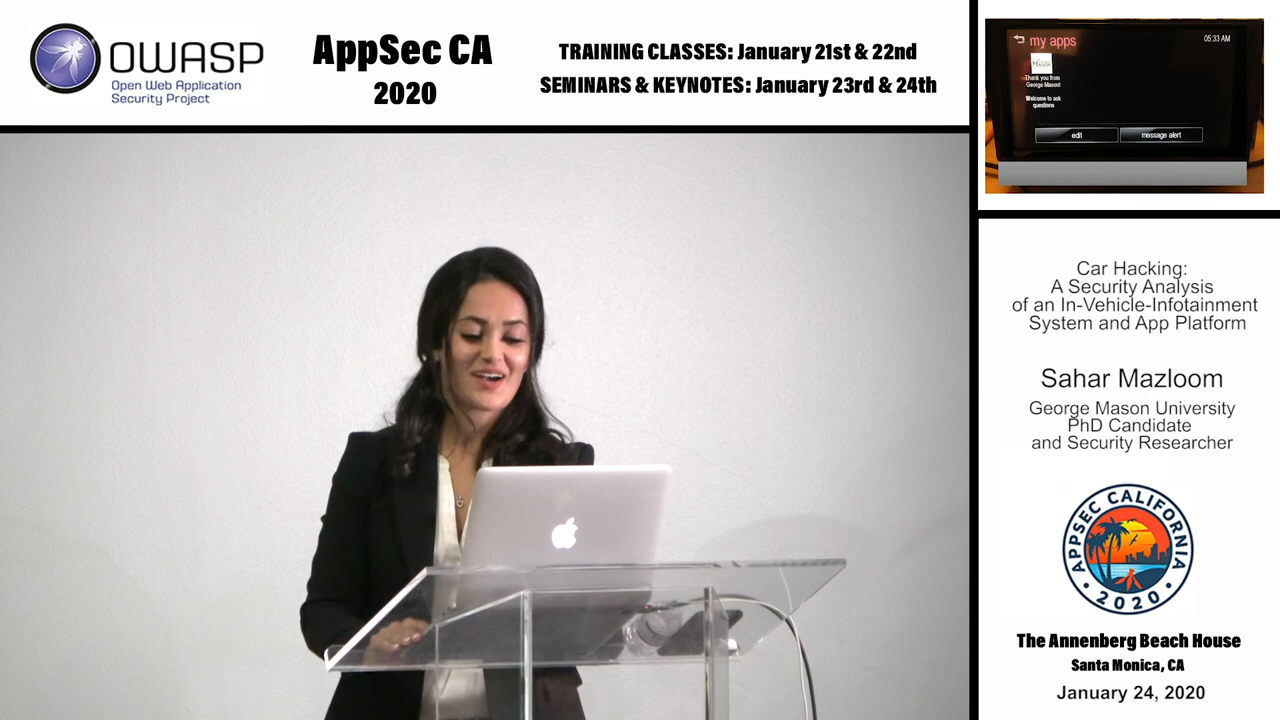 OWASP
Open Web Application
Security Project
AppSec CA
2020
TRAINING CLASSES: January 21st & 22nd
SEMINARS & KEYNOTES: January 23rd & 24th
my apps
05:33 AM
MASON
Thank you from
George Mason!
Welcome to ask
questions
edit
message alert
Car Hacking:
A Security Analysis
of an In-Vehicle-Infotainment
System and App Platform
Sahar Mazloom
George Mason University
PhD Candidate
and Security Researcher
APPSEC CALIFORNIA
2020
The Annenberg Beach House
Santa Monica, CA
January 24, 2020